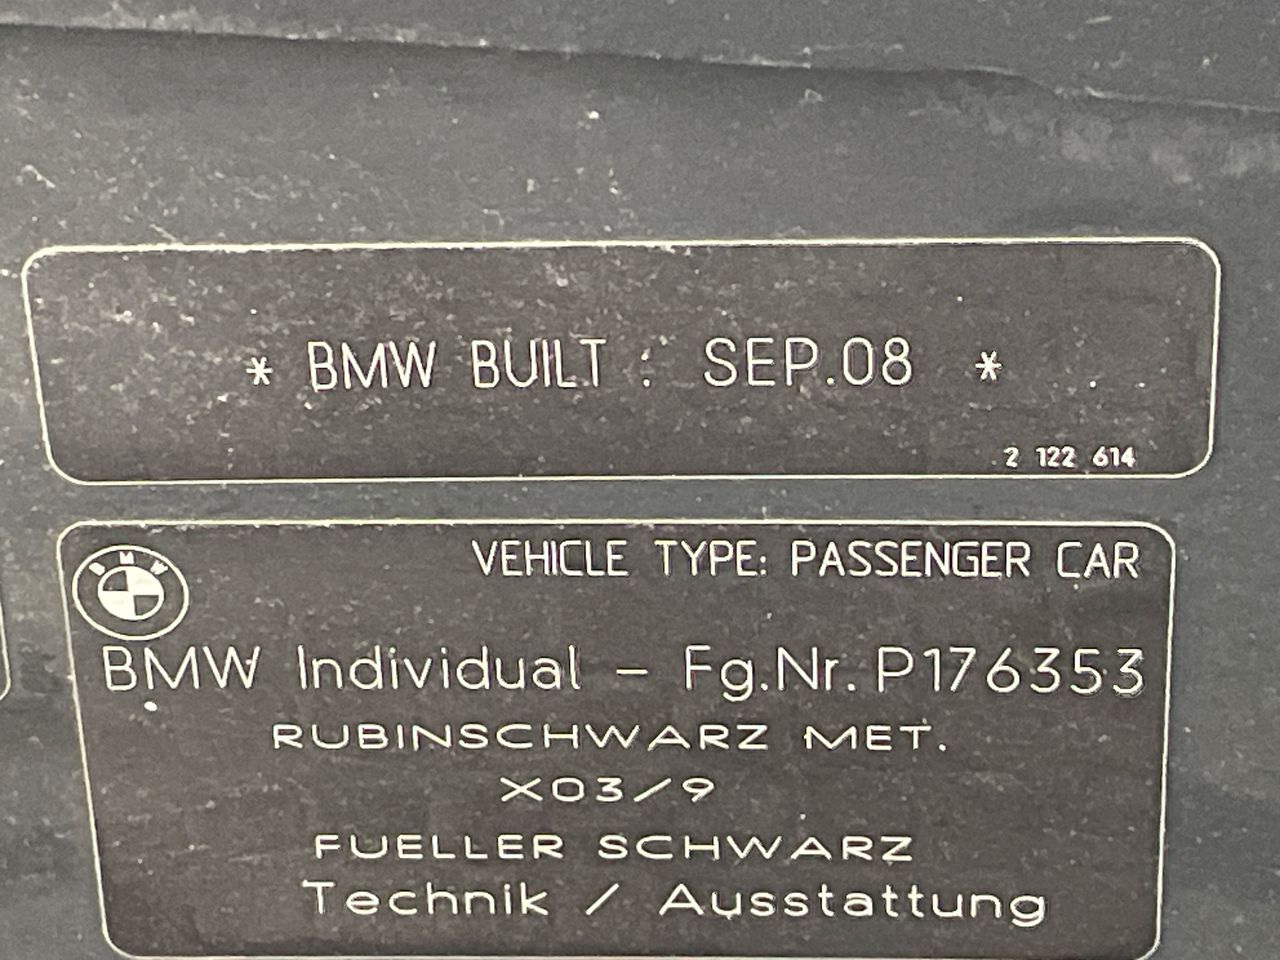 * BMW BUILT : SEP.08 *
2 122 614
VEHICLE TYPE: PASSENGER CAR
BMW
BMW Individual – Fg.Nr. P176353
RUBINSCHWARZ MET.
X03/9
FUELLER SCHWARZ
Technik / Ausstattung